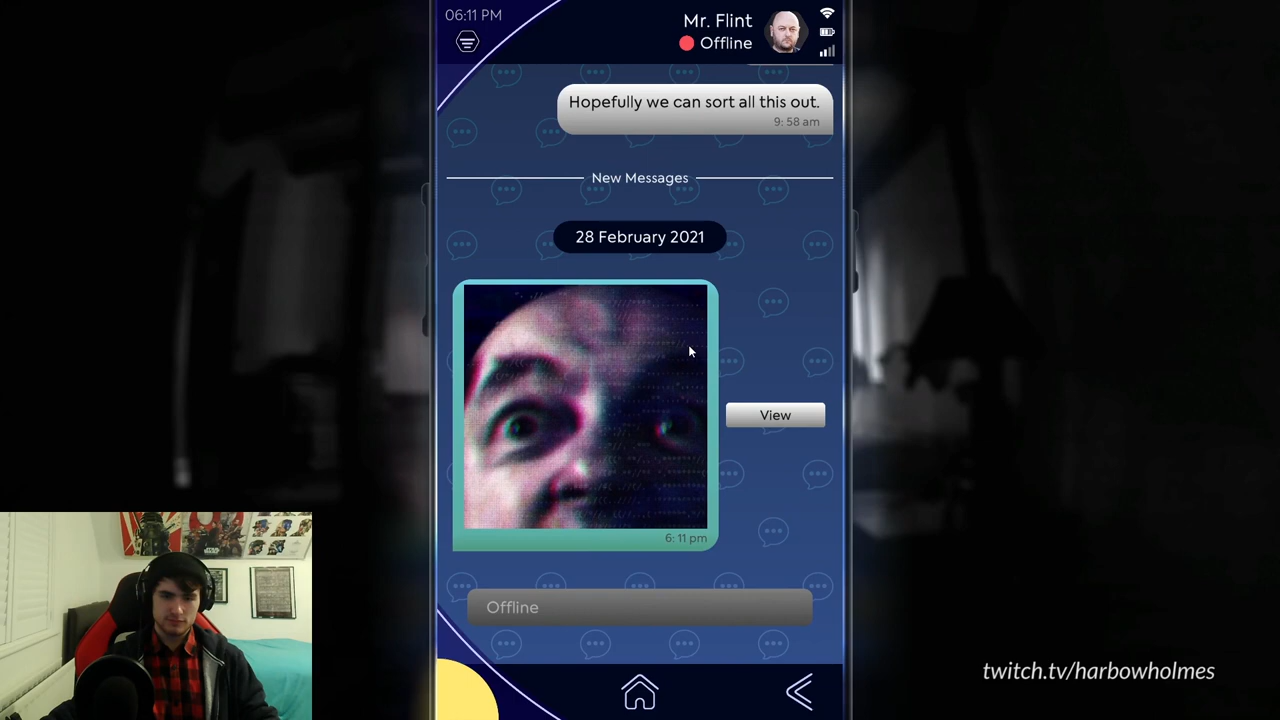 06:11 PM
Mr. Flint
Offline
Hopefully we can sort all this out.
9: 58 am
New Messages
28 February 2021
View
6: 11 pm
Offline
twitch.tv/harbowholmes